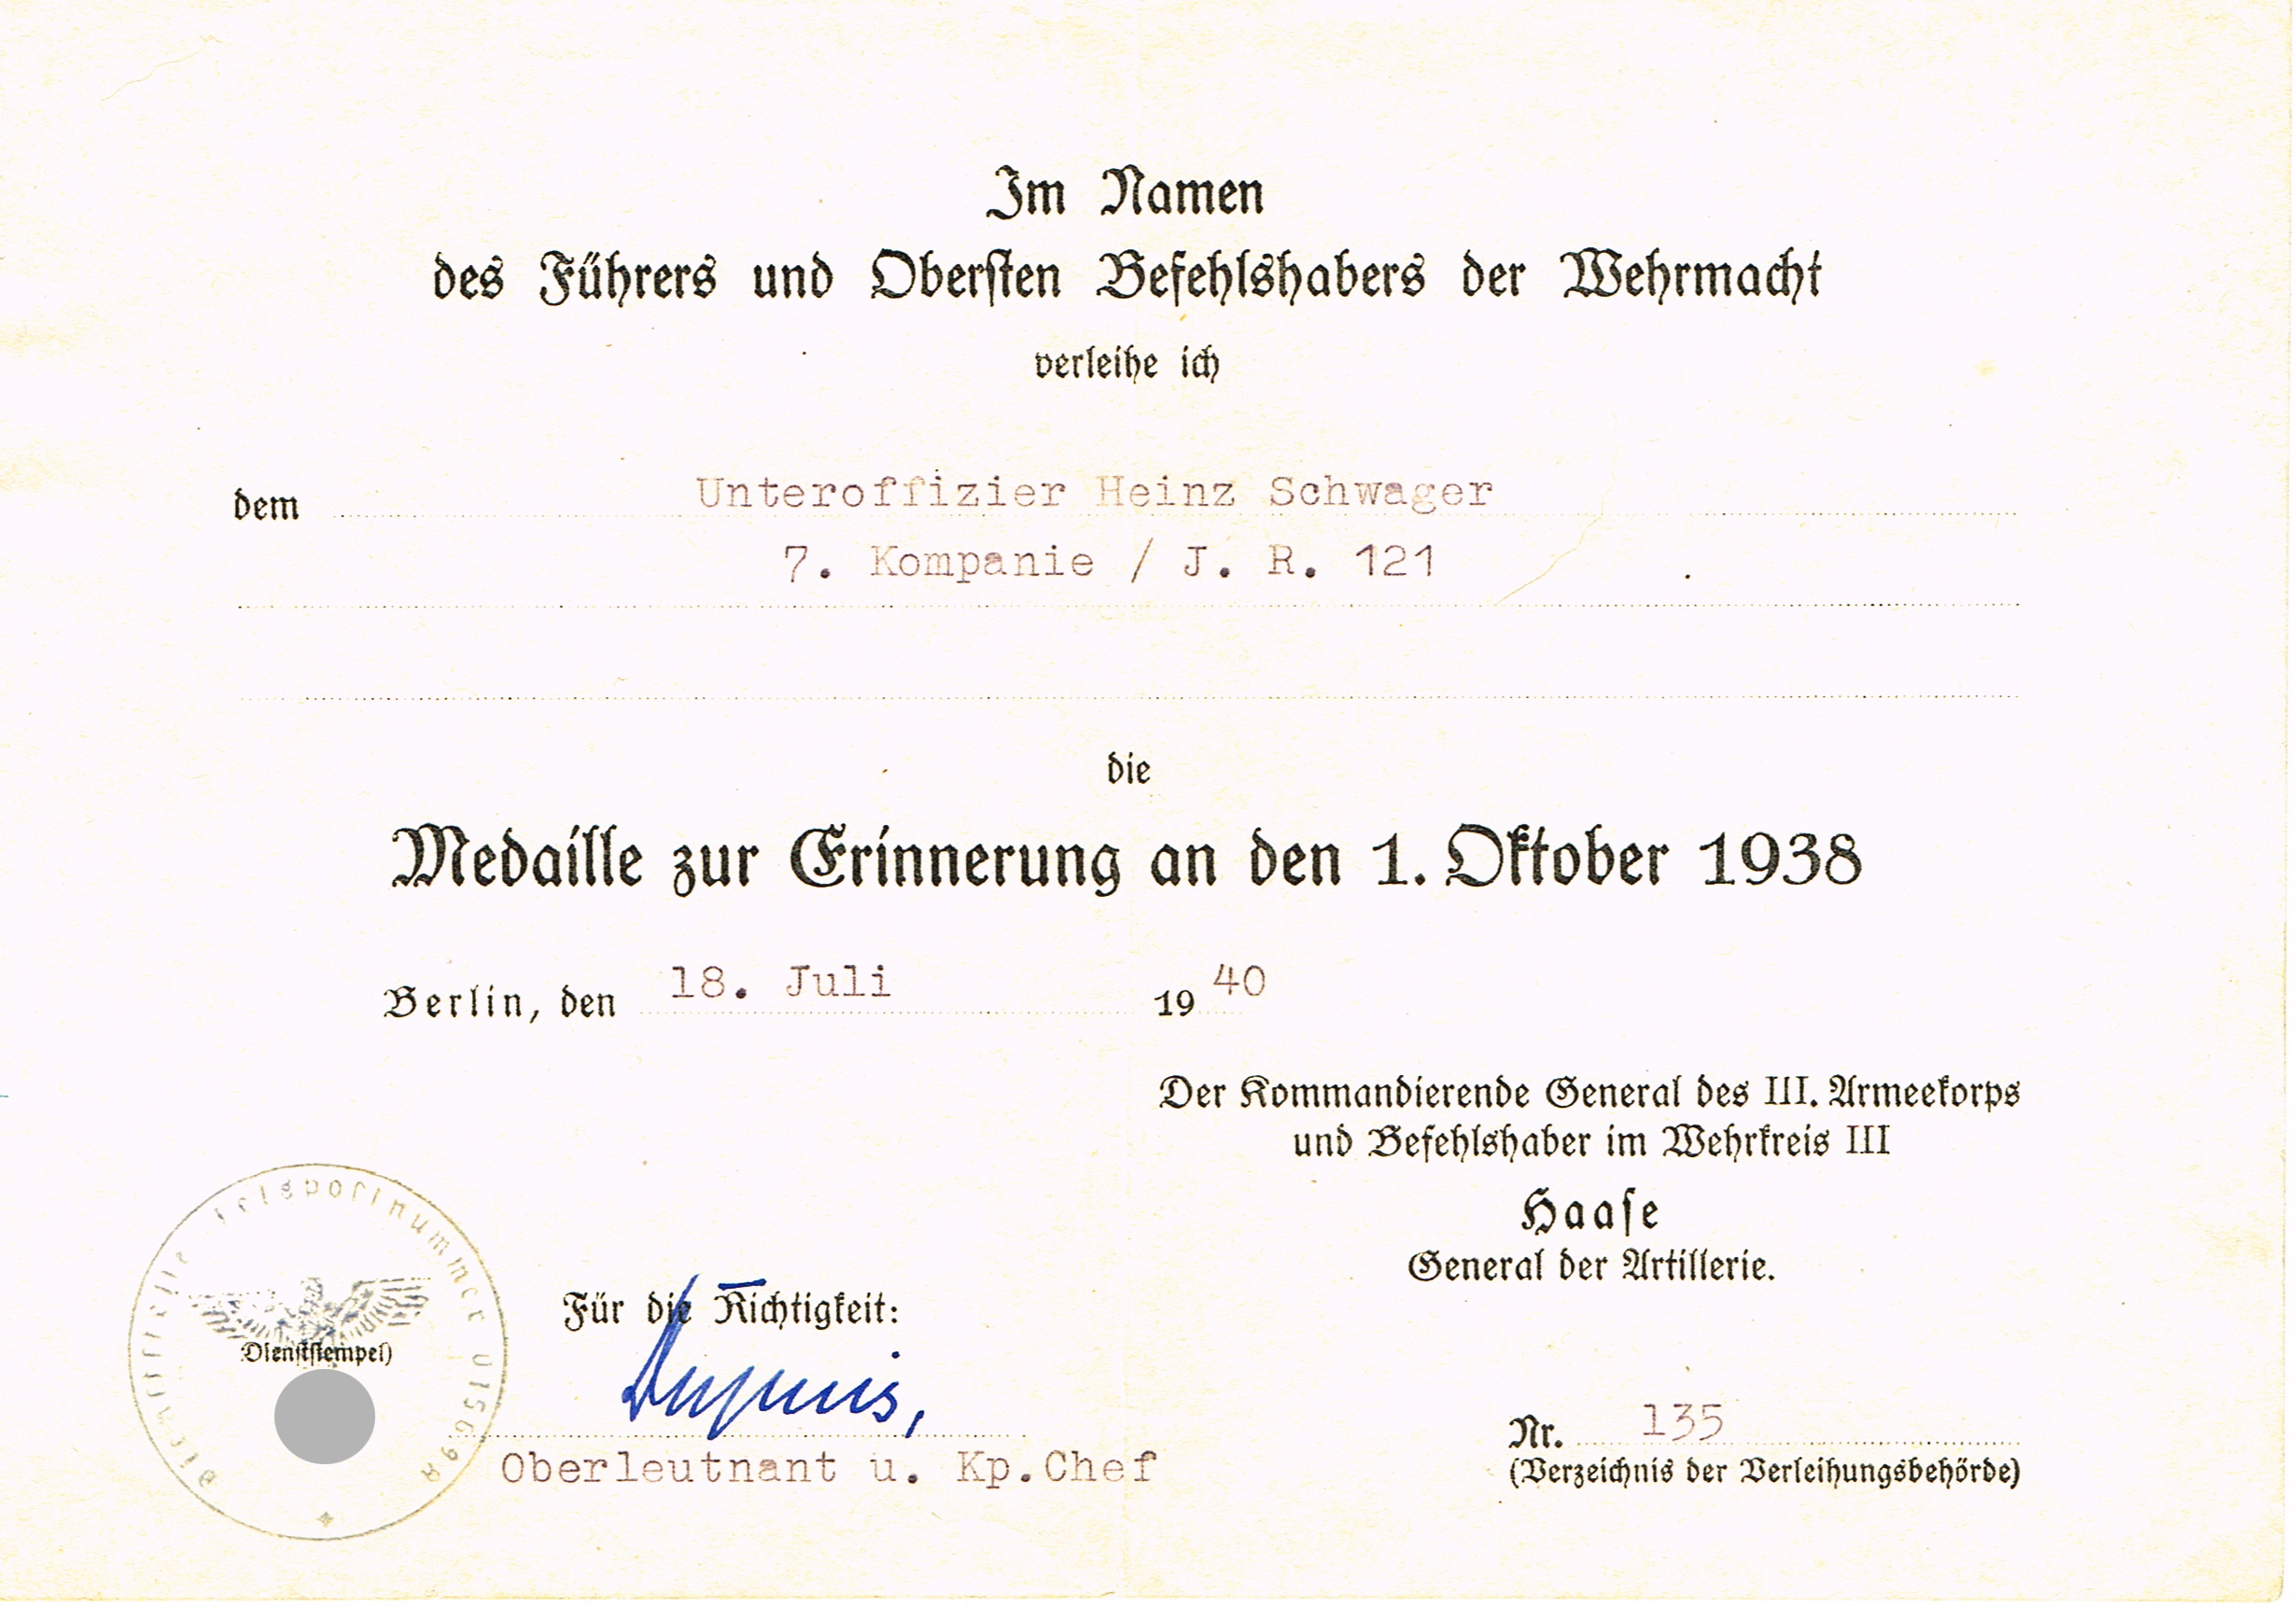 Im Namen
des Führers und Obersten Befehlshabers der Wehrmacht
verleihe ich
dem Unteroffizier Heinz Schwager
7. Kompanie / J. R. 121
die
Medaille zur Erinnerung an den 1. Oktober 1938
Berlin, den 18. Juli 1940
Der Kommandierende General des III. Armeekorps
und Befehlshaber im Wehrkreis III
Haase
General der Artillerie.
Für die Richtigkeit:
Oberleutnant u. Kp.Chef
Dienststelle Feldpostnummer
(Dienststempel)
Nr. 135
(Verzeichnis der Verleihungsbehörde)